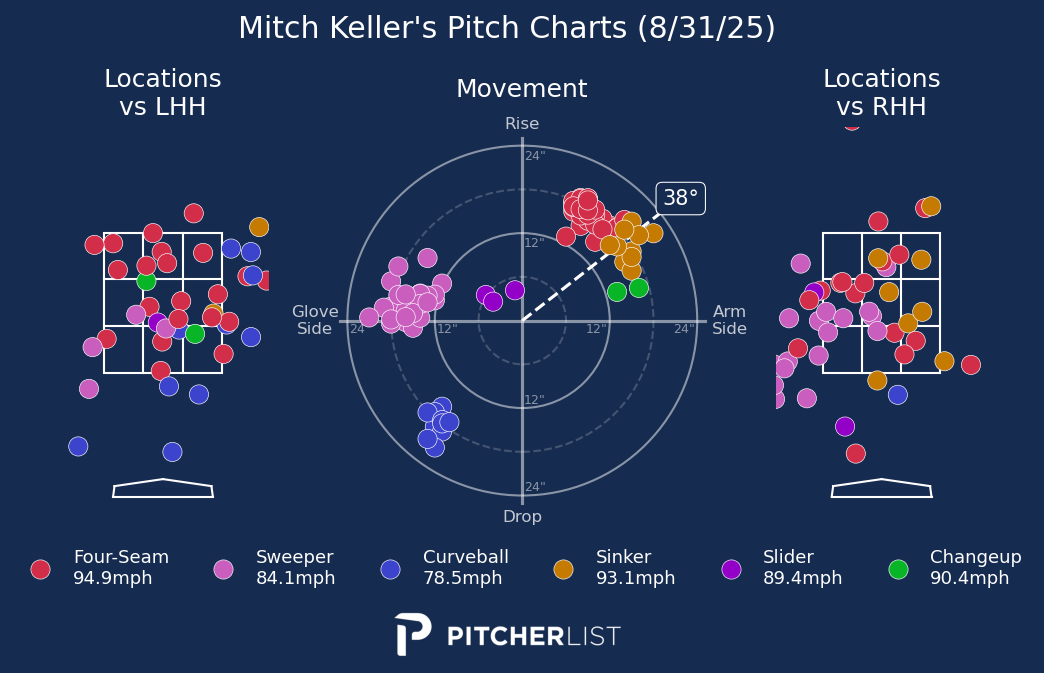 Mitch Keller's Pitch Charts (8/31/25)
Locations
vs LHH
Movement
Locations
vs RHH
Rise
24"
38°
12"
Glove
Side
24"
12"
12"
24"
Arm
Side
12"
24"
Drop
Four-Seam
94.9mph
Sweeper
84.1mph
Curveball
78.5mph
Sinker
93.1mph
Slider
89.4mph
Changeup
90.4mph
PITCHERLIST